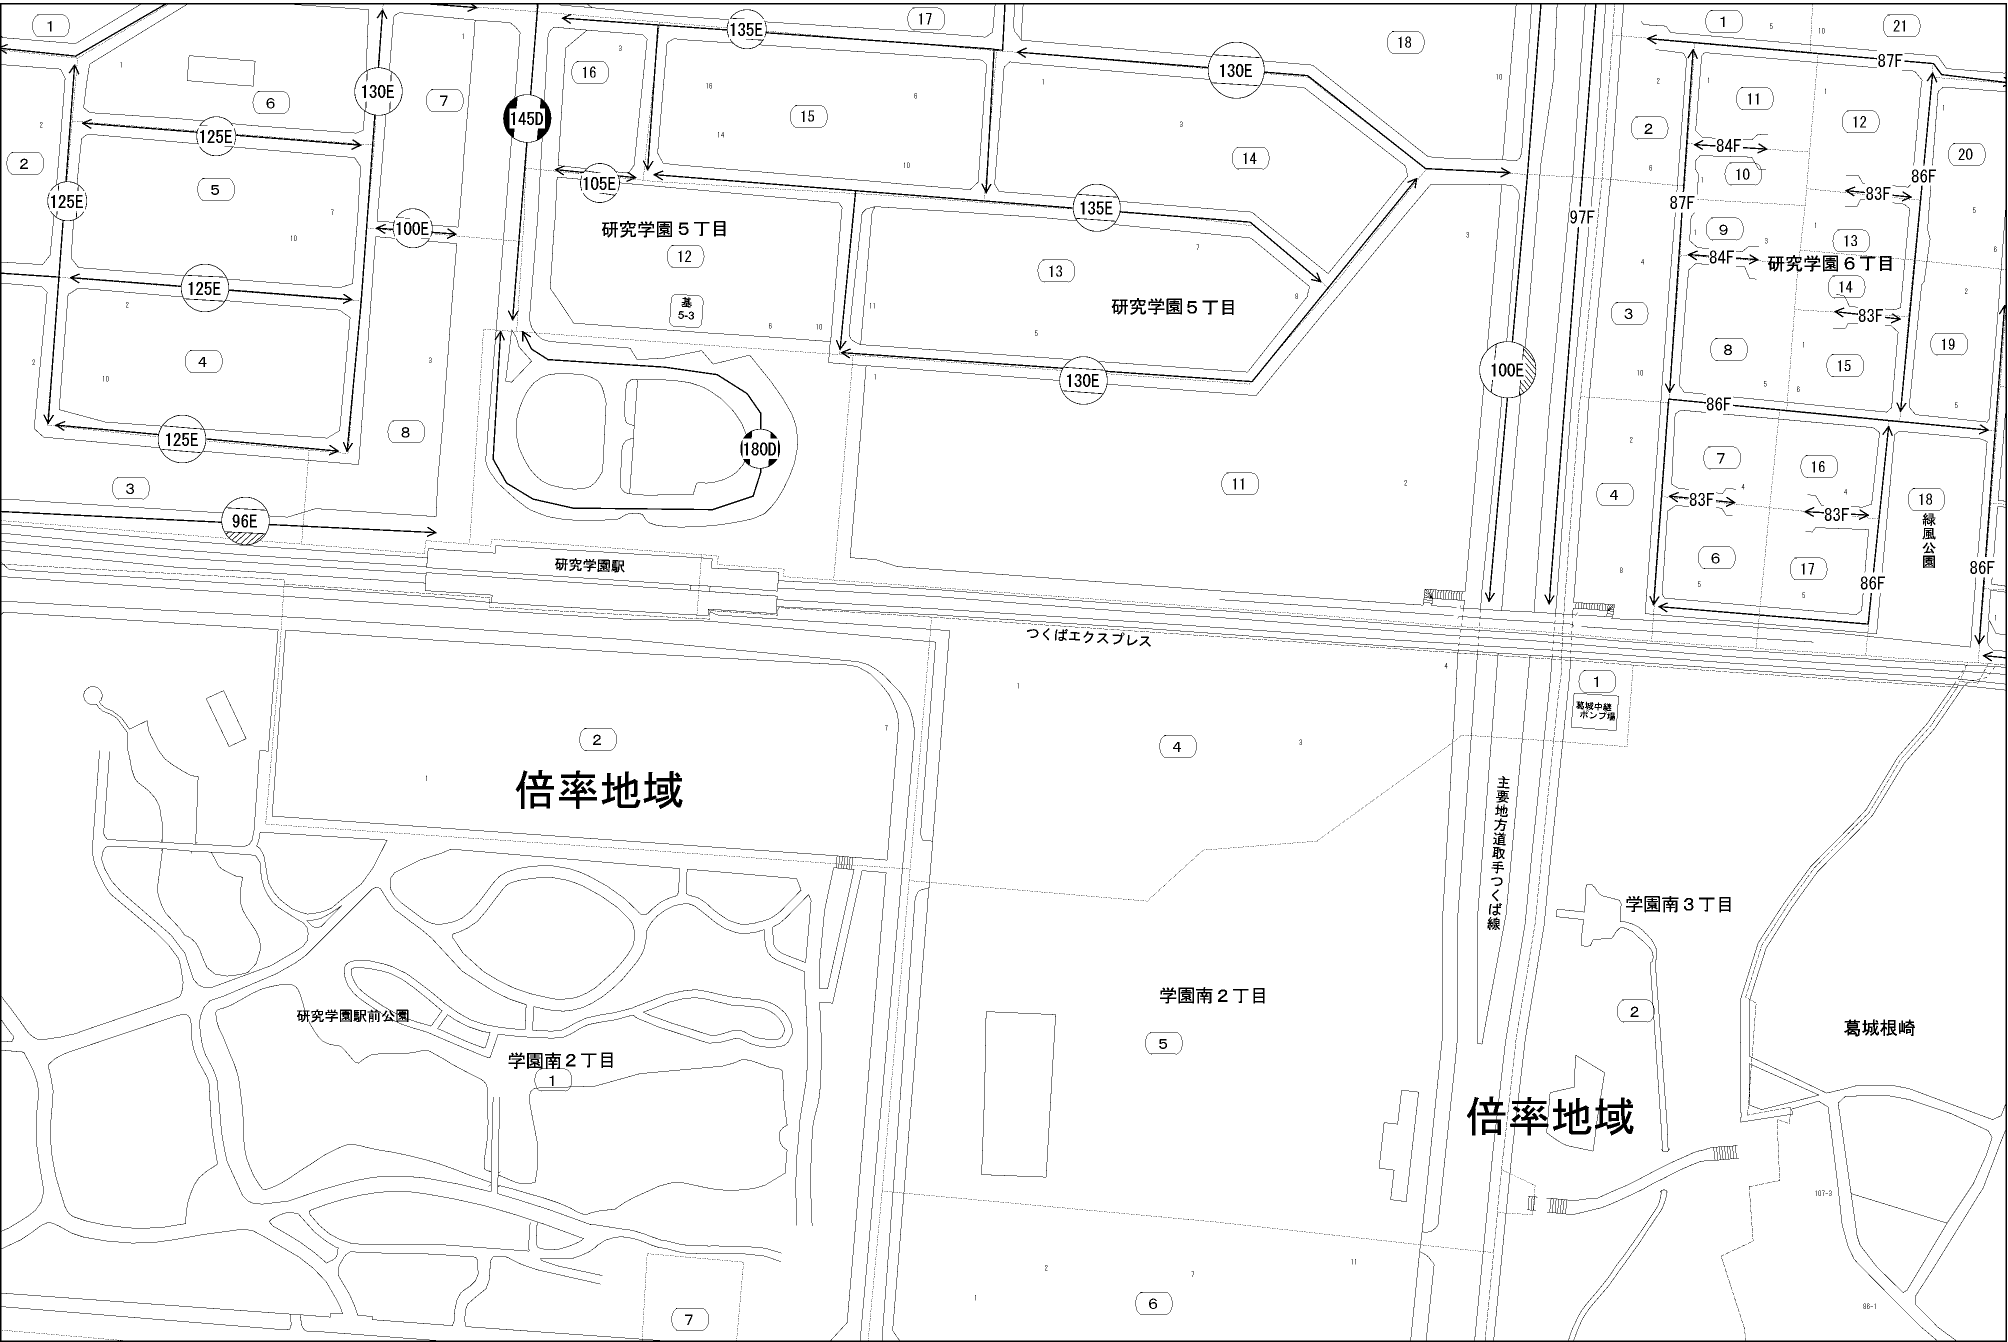 1
17
18
1
21
135E
130E
87F
16
7
6
130E
145D
15
11
12
2
125E
14
84F
20
2
5
105E
10
83F
86F
125E
135E
87F
97F
100E
研究学園５丁目
9
13
12
84F
研究学園６丁目
13
125E
14
墓
5-3
研究学園５丁目
3
83F
4
8
19
15
100E
130E
86F
8
125E
180D
7
16
3
11
4
83F
18
緑風公園
83F
96E
研究学園駅
6
17
86F
86F
つくばエクスプレス
1
葛城中継
ポンプ場
2
4
倍率地域
主要地方道取手つくば線
学園南３丁目
学園南２丁目
2
研究学園駅前公園
葛城根崎
5
学園南２丁目
1
倍率地域
107-3
6
7
86-1